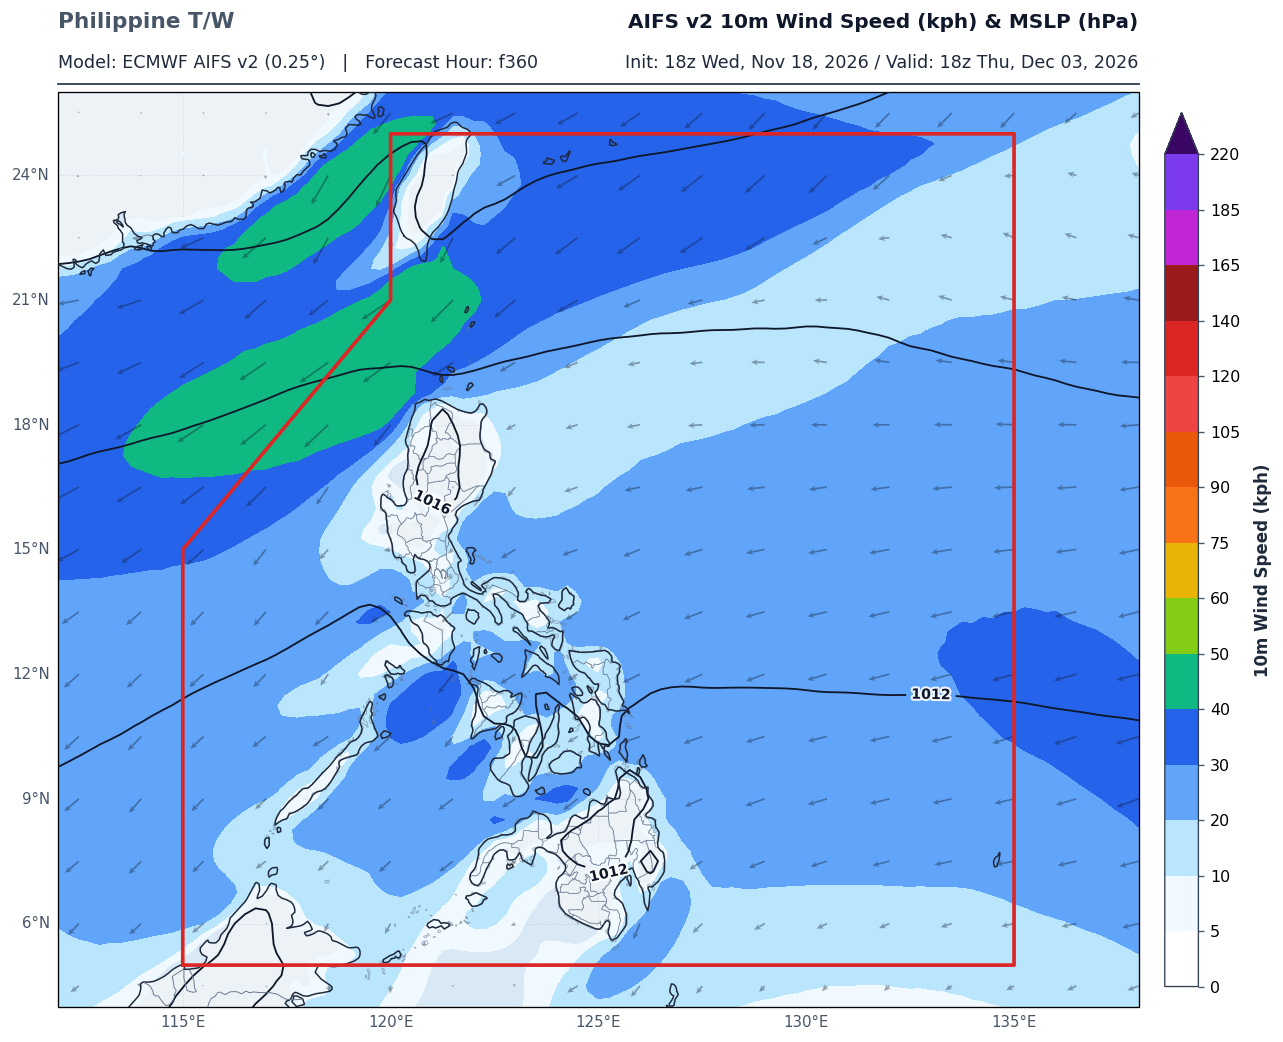 Philippine T/W
AIFS v2 10m Wind Speed (kph) & MSLP (hPa)
Model: ECMWF AIFS v2 (0.25°) | Forecast Hour: f360
Init: 18z Wed, Nov 18, 2026 / Valid: 18z Thu, Dec 03, 2026
24°N
21°N
18°N
15°N
12°N
9°N
6°N
1016
1012
1012
115°E
120°E
125°E
130°E
135°E
220
185
165
140
120
105
90
75
60
50
40
30
20
10
5
0
10m Wind Speed (kph)